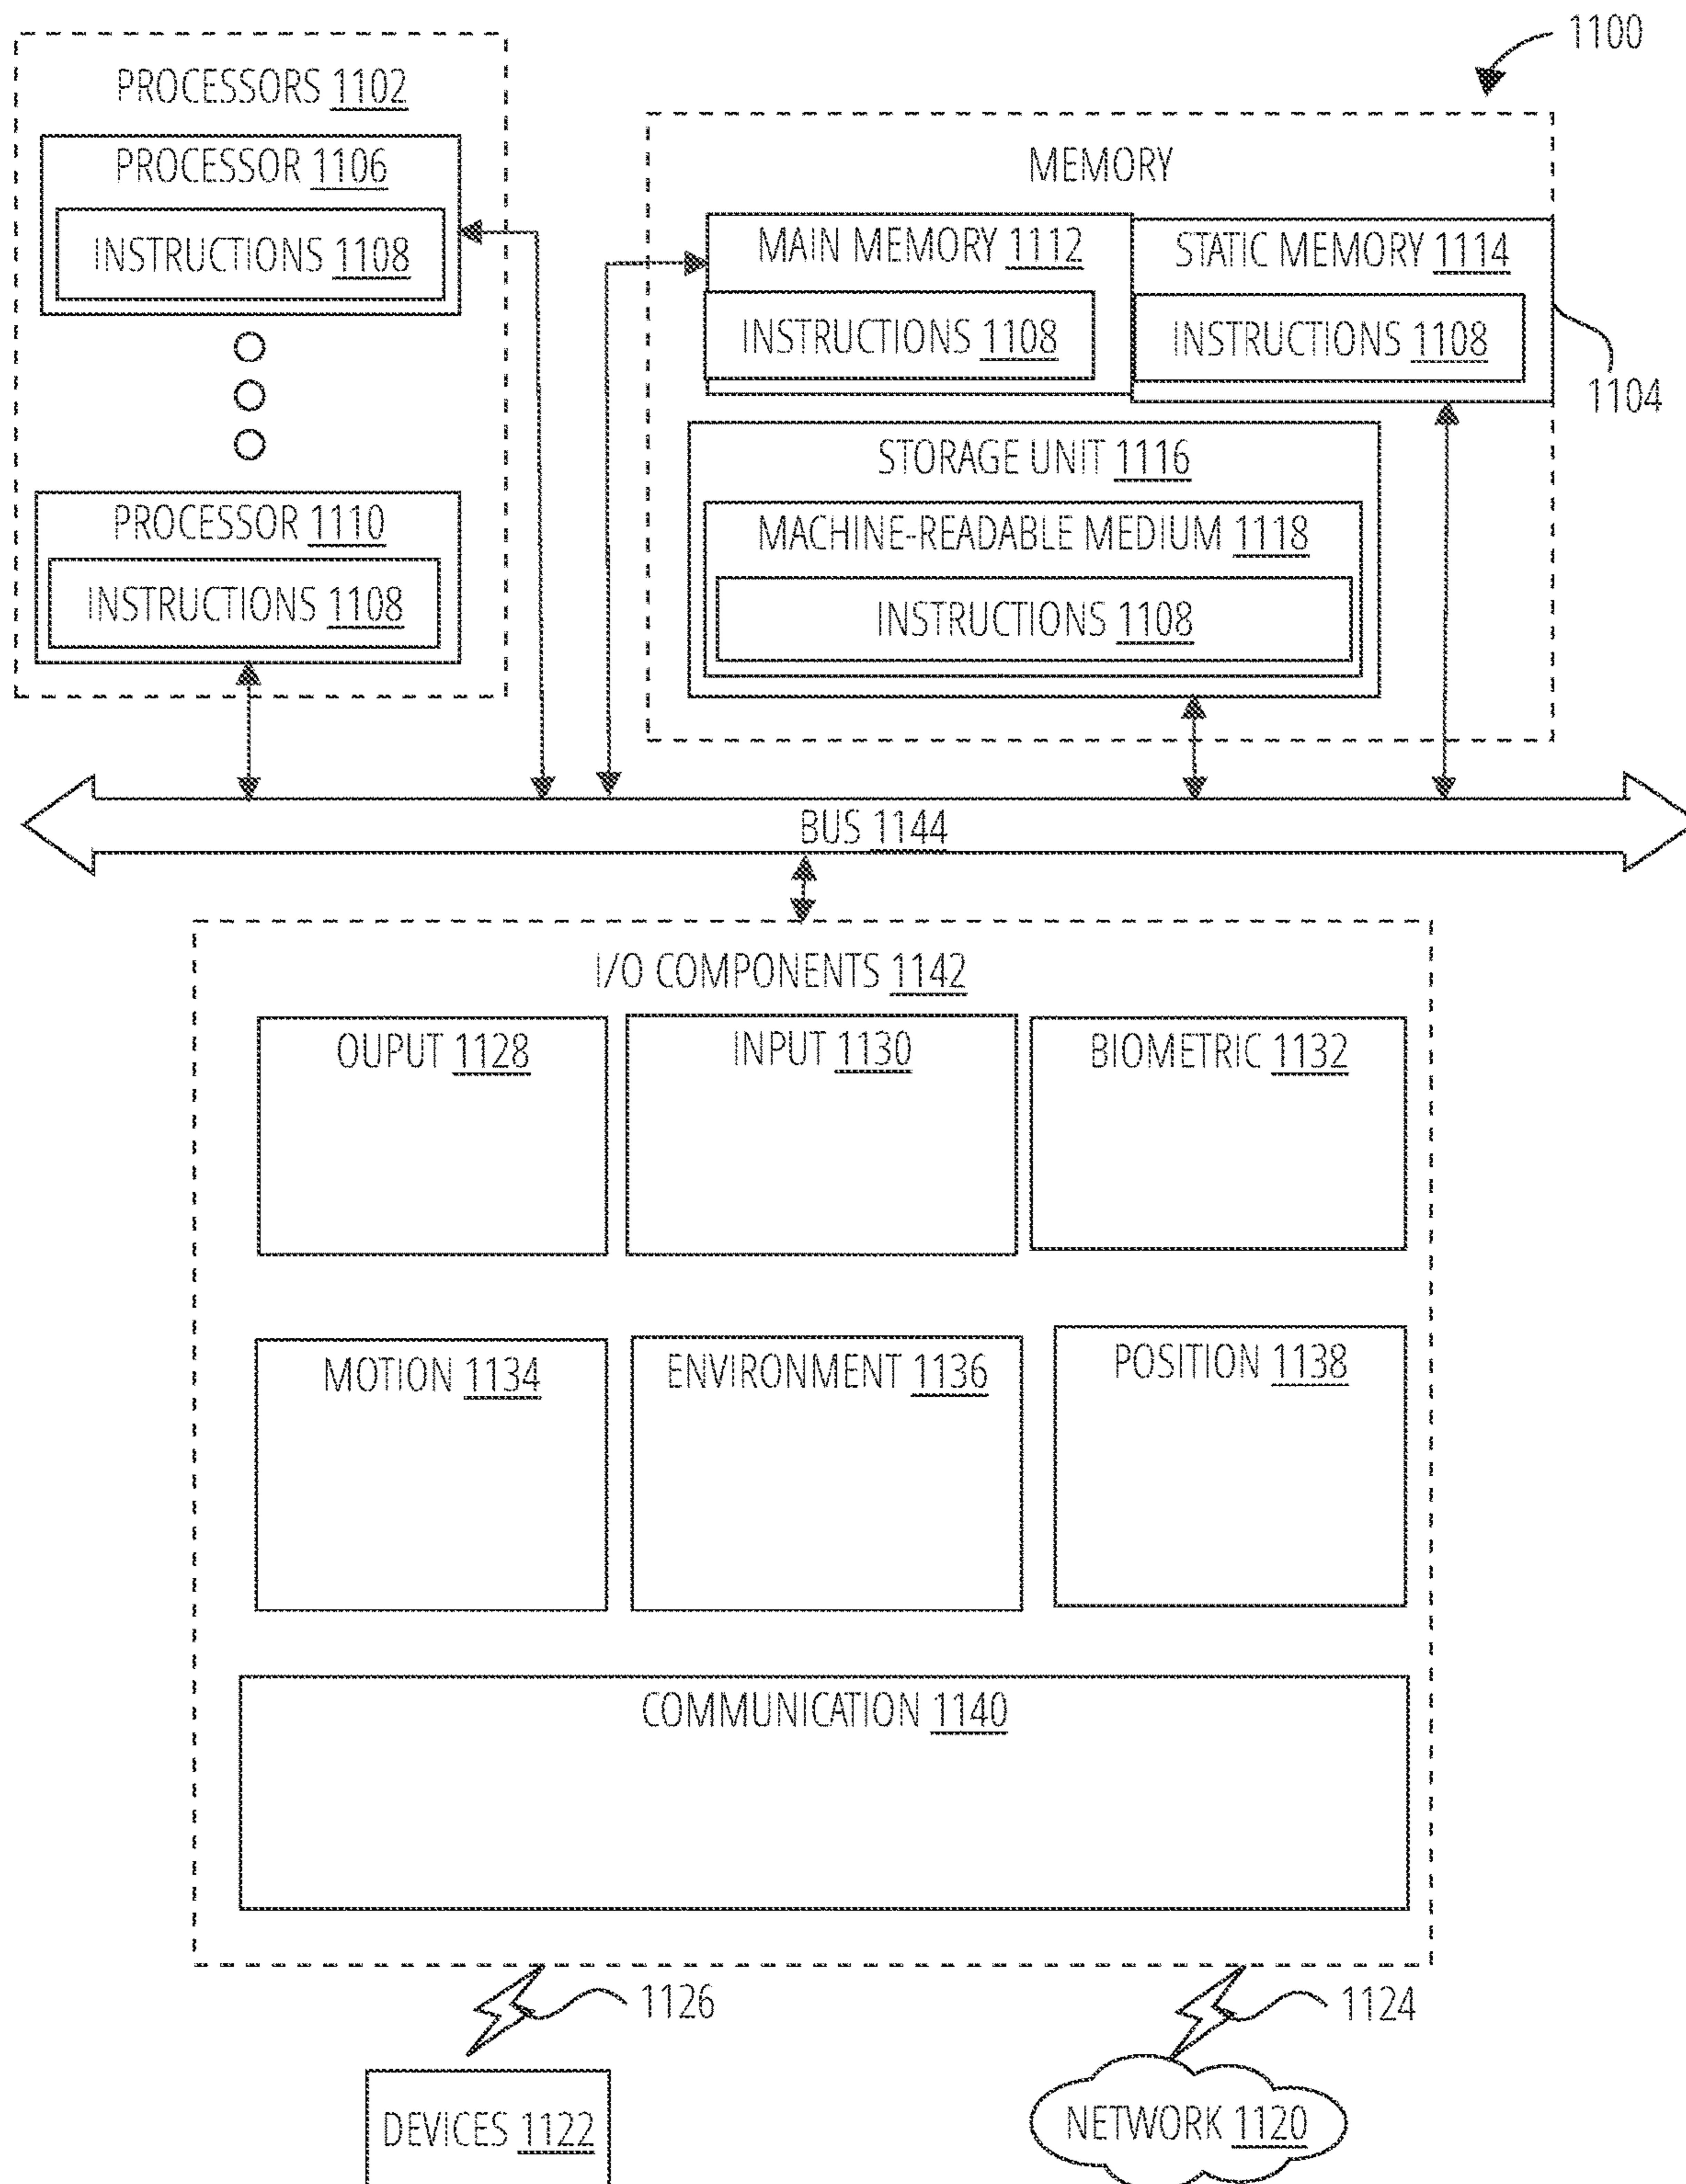 1100
PROCESSORS 1102
PROCESSOR 1106
INSTRUCTIONS 1108
PROCESSOR 1110
INSTRUCTIONS 1108
MEMORY
MAIN MEMORY 1112
INSTRUCTIONS 1108
STATIC MEMORY 1114
INSTRUCTIONS 1108
1104
STORAGE UNIT 1116
MACHINE-READABLE MEDIUM 1118
INSTRUCTIONS 1108
BUS 1144
I/O COMPONENTS 1142
OUPUT 1128
INPUT 1130
BIOMETRIC 1132
MOTION 1134
ENVIRONMENT 1136
POSITION 1138
COMMUNICATION 1140
1126
1124
DEVICES 1122
NETWORK 1120